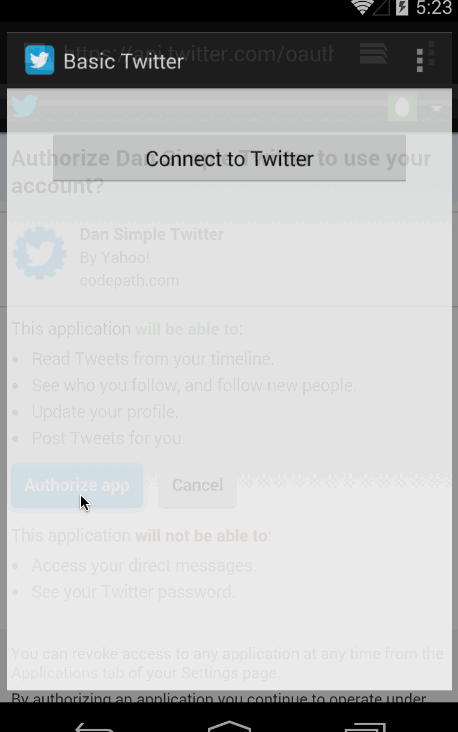 5:23
https://api.twitter.com/oauth
Basic Twitter
Connect to Twitter
Authorize Dan Simple Twitter to use your
account?
Dan Simple Twitter
By Yahoo!
codepath.com
This application will be able to:
• Read Tweets from your timeline.
• See who you follow, and follow new people.
• Update your profile.
• Post Tweets for you.
Authorize app Cancel
This application will not be able to:
• Access your direct messages.
• See your Twitter password.
You can revoke access to any application at any time from the
Applications tab of your Settings page.
By authorizing an application you continue to operate under